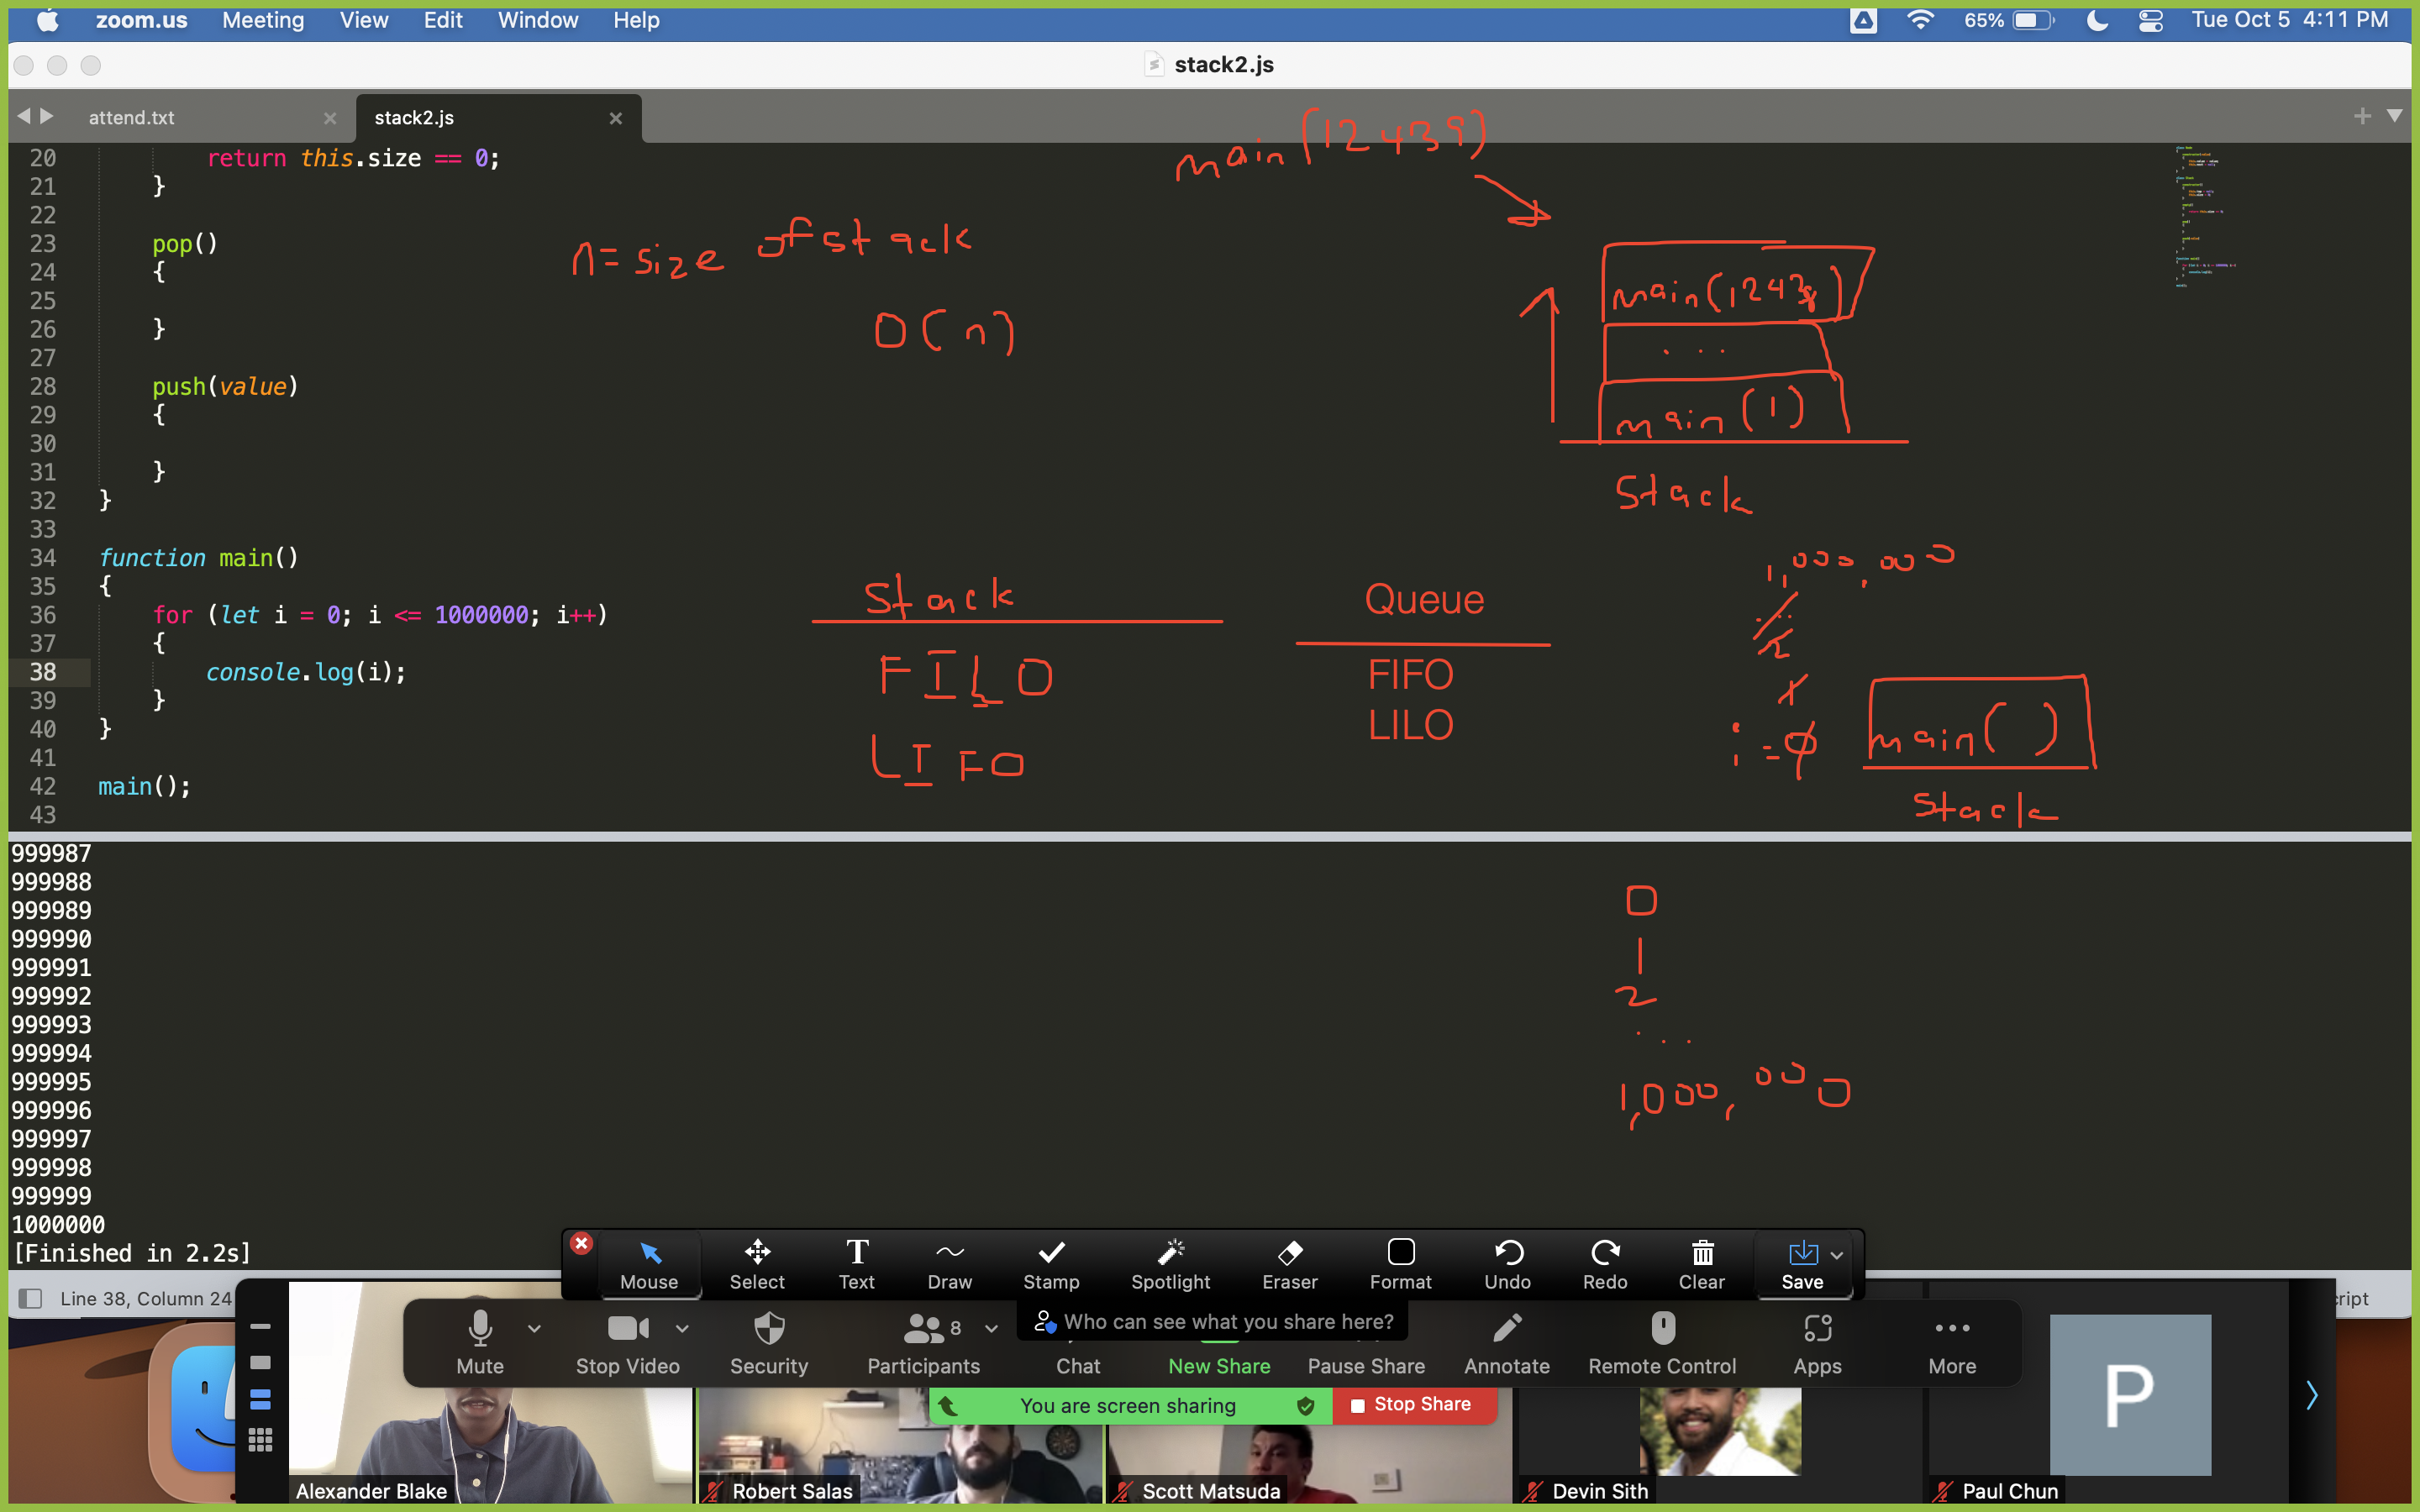 zoom.us Meeting View Edit Window Help 65% Tue Oct 5 4:11 PM
stack2.js
attend.txt × stack2.js ×
20 return this.size == 0;
21 }
22
23 pop()
24 {
25
26 }
27
28 push(value)
29 {
30
31 }
32 }
33
34 function main()
35 {
36 for (let i = 0; i <= 1000000; i++)
37 {
38 console.log(i);
39 }
40 }
41
42 main();
43
main(12439)
n=size of stack
O(n)
main(12439)
...
main(1)
Stack
Stack
FILO
LIFO
Queue
FIFO
LILO
1,000,000
...
2
1
i=0
main( )
Stack
999987
999988
999989
999990
999991
999992
999993
999994
999995
999996
999997
999998
999999
1000000
[Finished in 2.2s]
0
1
2
...
1,000,000
Mouse Select Text Draw Stamp Spotlight Eraser Format Undo Redo Clear Save
Line 38, Column 24
Who can see what you share here?
8
Mute Stop Video Security Participants Chat New Share Pause Share Annotate Remote Control Apps More
You are screen sharing Stop Share
P
Alexander Blake Robert Salas Scott Matsuda Devin Sith Paul Chun